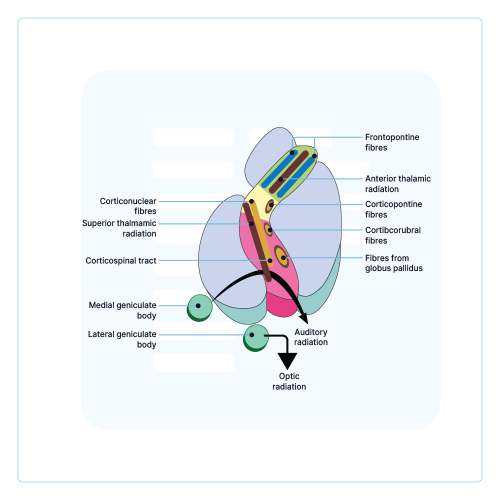 Frontopontine
fibres
Anterior thalamic
radiation
Corticonuclear
fibres
Corticopontine
fibres
Superior thalmamic
radiation
Cortibcorubral
fibres
Corticospinal tract
Fibres from
globus pallidus
Medial geniculate
body
Lateral geniculate
body
Auditory
radiation
Optic
radiation